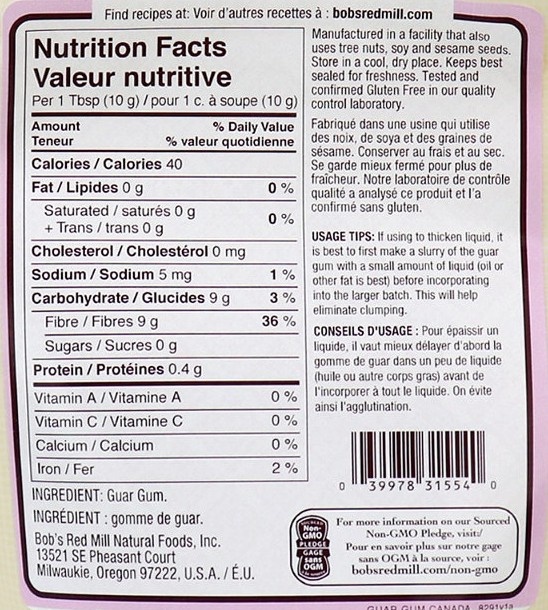 Find recipes at: Voir d'autres recettes à : bobsredmill.com
Nutrition Facts
Valeur nutritive
Per 1 Tbsp (10 g) / pour 1 c. à soupe (10 g)
Amount % Daily Value
Teneur % valeur quotidienne
Calories / Calories 40
Fat / Lipides 0 g 0 %
Saturated / saturés 0 g
+ Trans / trans 0 g 0 %
Cholesterol / Cholestérol 0 mg
Sodium / Sodium 5 mg 1 %
Carbohydrate / Glucides 9 g 3 %
Fibre / Fibres 9 g 36 %
Sugars / Sucres 0 g
Protein / Protéines 0.4 g
Vitamin A / Vitamine A 0 %
Vitamin C / Vitamine C 0 %
Calcium / Calcium 0 %
Iron / Fer 2 %
INGREDIENT: Guar Gum.
INGRÉDIENT : gomme de guar.
Bob's Red Mill Natural Foods, Inc.
13521 SE Pheasant Court
Milwaukie, Oregon 97222, U.S.A. / É.U.
Manufactured in a facility that also
uses tree nuts, soy and sesame seeds.
Store in a cool, dry place. Keeps best
sealed for freshness. Tested and
confirmed Gluten Free in our quality
control laboratory.
Fabriqué dans une usine qui utilise
des noix, de soya et des graines de
sésame. Conserver au frais et au sec.
Se garde mieux fermé pour plus de
fraîcheur. Notre laboratoire de contrôle
qualité a analysé ce produit et l'a
confirmé sans gluten.
USAGE TIPS: If using to thicken liquid, it
is best to first make a slurry of the guar
gum with a small amount of liquid (oil or
other fat is best) before incorporating
into the larger batch. This will help
eliminate clumping.
CONSEILS D'USAGE : Pour épaissir un
liquide, il vaut mieux délayer d'abord la
gomme de guar dans un peu de liquide
(huile ou autre corps gras) avant de
l'incorporer à tout le liquide. On évite
ainsi l'agglutination.
0 39978 31554 0
Non-
GMO
PLEDGE
GAGE
SANS
OGM
For more information on our Sourced
Non-GMO Pledge, visit:/
Pour en savoir plus sur notre gage
sans OGM à la source, voir :
bobsredmill.com/non-gmo
GUAR GUM CANADA